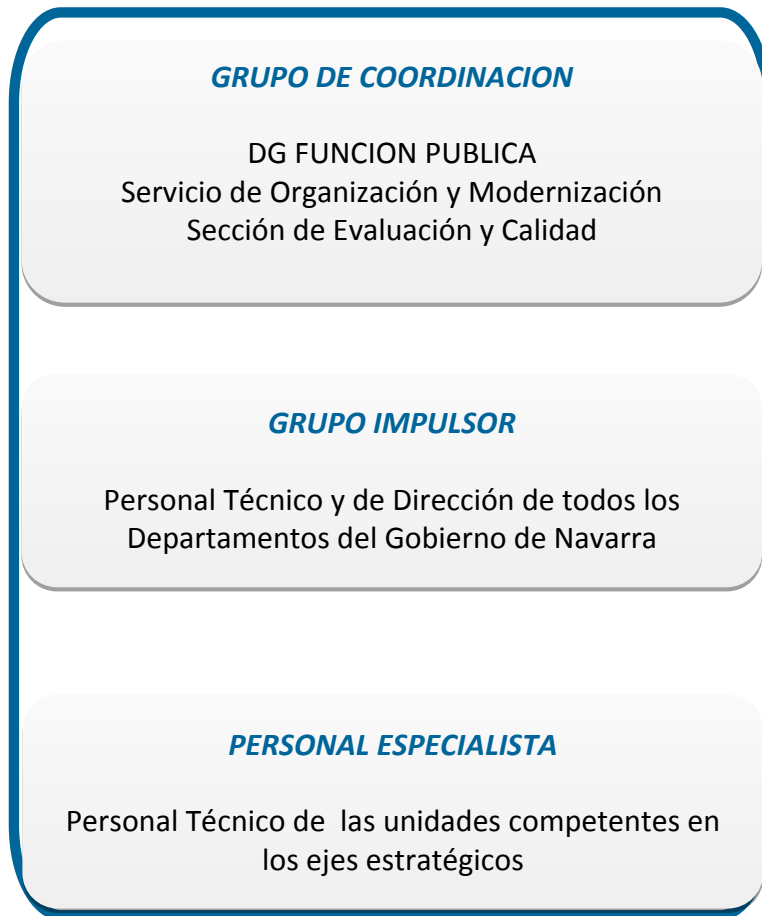 GRUPO DE COORDINACION
DG FUNCION PUBLICA
Servicio de Organización y Modernización
Sección de Evaluación y Calidad
GRUPO IMPULSOR
Personal Técnico y de Dirección de todos los
Departamentos del Gobierno de Navarra
PERSONAL ESPECIALISTA
Personal Técnico de  las unidades competentes en
los ejes estratégicos